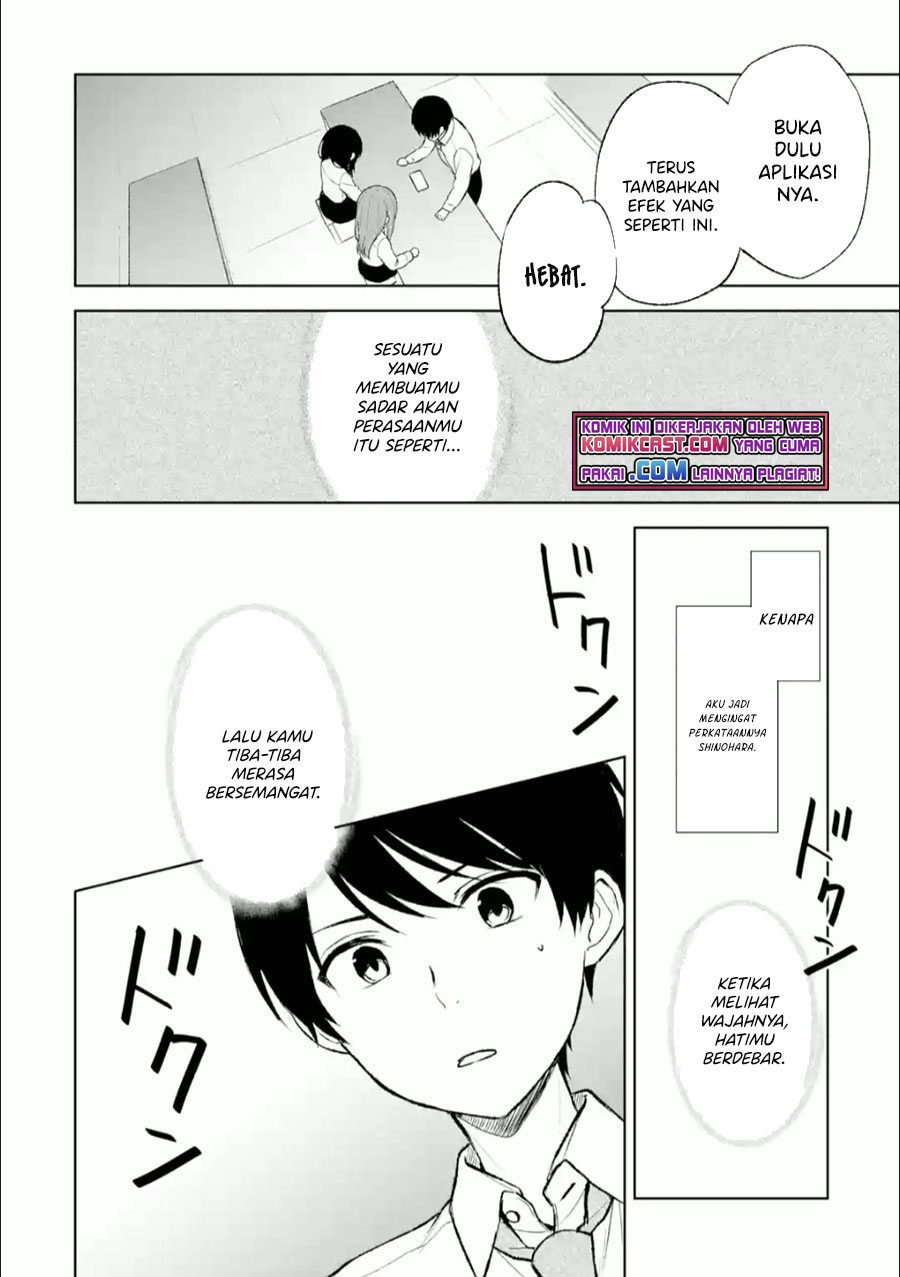 BUKA
DULU
APLIKASI
NYA.
TERUS
TAMBAHKAN
EFEK YANG
SEPERTI INI.
HEBAT.
SESUATU
YANG
MEMBUATMU
SADAR AKAN
PERASAANMU
ITU SEPERTI...
KOMIK INI DIKERJAKAN OLEH WEB
KOMIKCAST.COM YANG CUMA
PAKAI .COM LAINNYA PLAGIAT!
KENAPA
AKU JADI
MENGINGAT
PERKATAANNYA
SHINOHARA.
ドクン
KETIKA
MELIHAT
WAJAHNYA,
HATIMU
BERDEBAR.
ドクン
LALU KAMU
TIBA-TIBA
MERASA
BERSEMANGAT.
ドクン